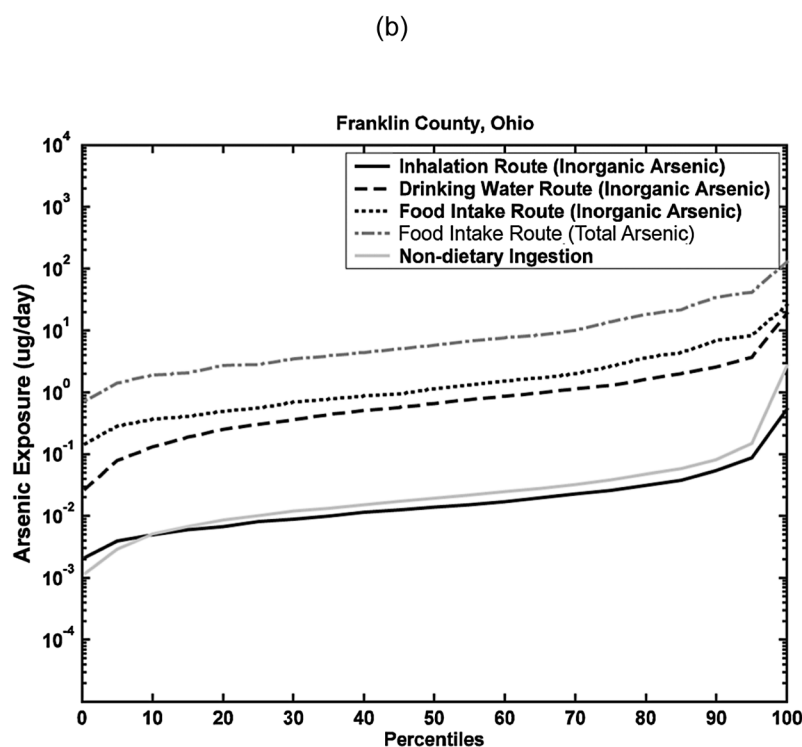 (b)
Franklin County, Ohio
Inhalation Route (Inorganic Arsenic)
Drinking Water Route (Inorganic Arsenic)
Food Intake Route (Inorganic Arsenic)
Food Intake Route (Total Arsenic)
Non-dietary Ingestion
Arsenic Exposure (ug/day)
10^4
10^3
10^2
10^1
10^0
10^-1
10^-2
10^-3
10^-4
0 10 20 30 40 50 60 70 80 90 100
Percentiles